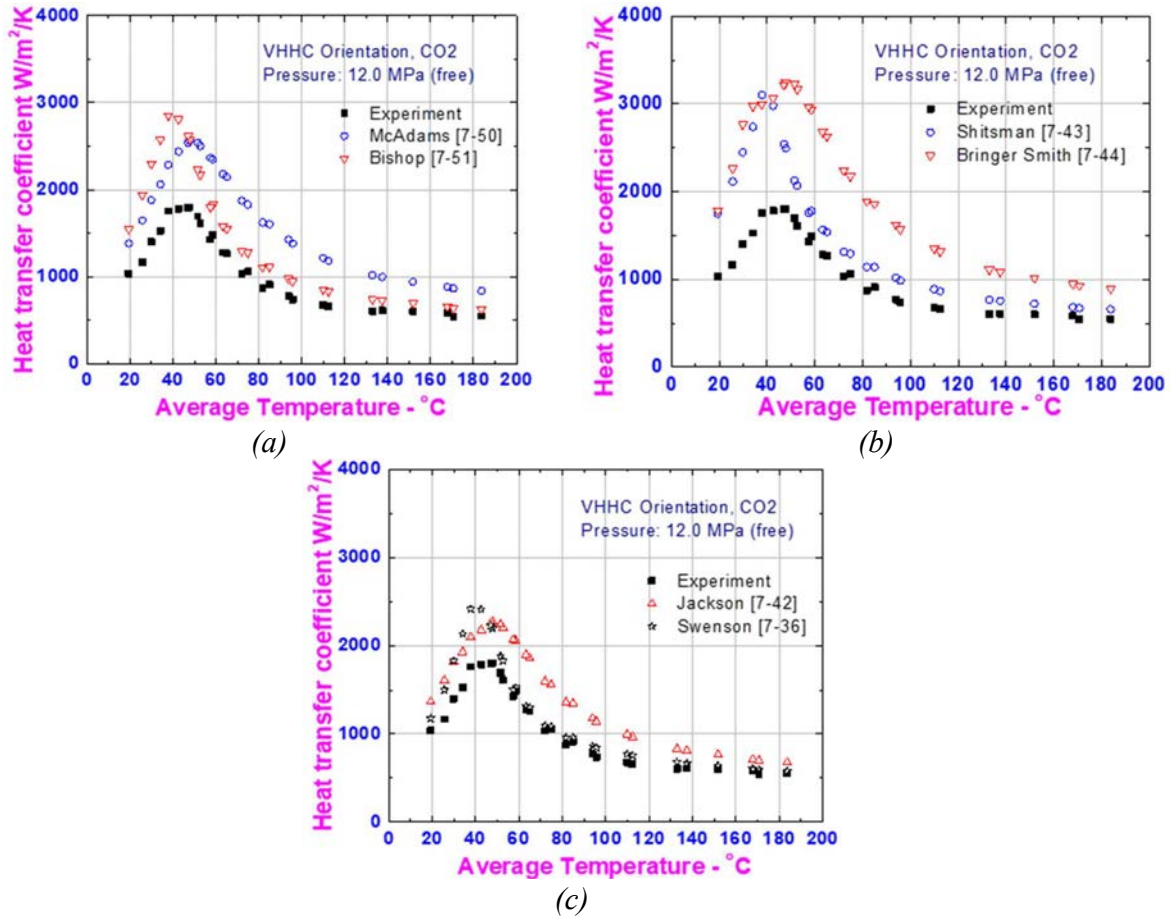 4000
3000
2000
1000
0
Heat transfer coefficient W/m²/K
VHHC Orientation, CO2
Pressure: 12.0 MPa (free)
Experiment
McAdams [7-50]
Bishop [7-51]
0 20 40 60 80 100 120 140 160 180 200
Average Temperature - °C
(a)
4000
3000
2000
1000
0
Heat transfer coefficient W/m²/K
VHHC Orientation, CO2
Pressure: 12.0 MPa (free)
Experiment
Shitsman [7-43]
Bringer Smith [7-44]
0 20 40 60 80 100 120 140 160 180 200
Average Temperature - °C
(b)
4000
3000
2000
1000
0
Heat transfer coefficient W/m²/K
VHHC Orientation, CO2
Pressure: 12.0 MPa (free)
Experiment
Jackson [7-42]
Swenson [7-36]
0 20 40 60 80 100 120 140 160 180 200
Average Temperature - °C
(c)